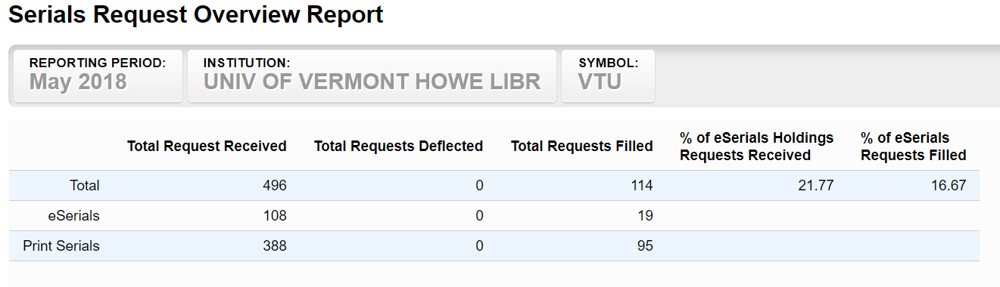 Serials Request Overview Report
REPORTING PERIOD: INSTITUTION: SYMBOL:
May 2018 UNIV OF VERMONT HOWE LIBR VTU
Total Request Received Total Requests Deflected Total Requests Filled % of eSerials Holdings Requests Received % of eSerials Requests Filled
Total 496 0 114 21.77 16.67
eSerials 108 0 19
Print Serials 388 0 95